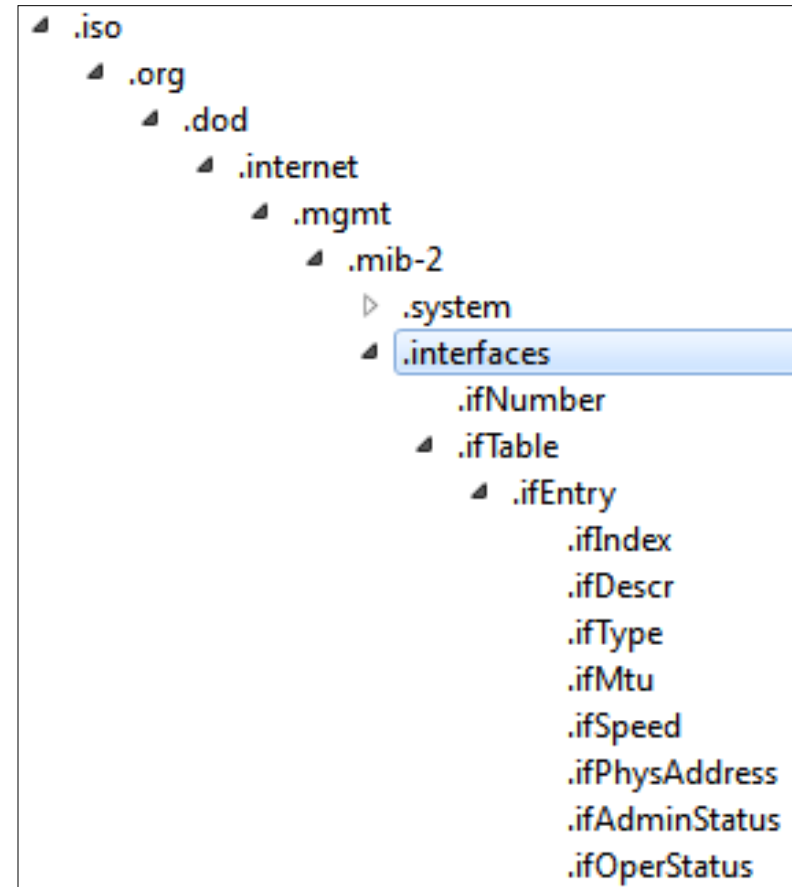 .iso
.org
.dod
.internet
.mgmt
.mib-2
.system
.interfaces
.ifNumber
.ifTable
.ifEntry
.ifIndex
.ifDescr
.ifType
.ifMtu
.ifSpeed
.ifPhysAddress
.ifAdminStatus
.ifOperStatus